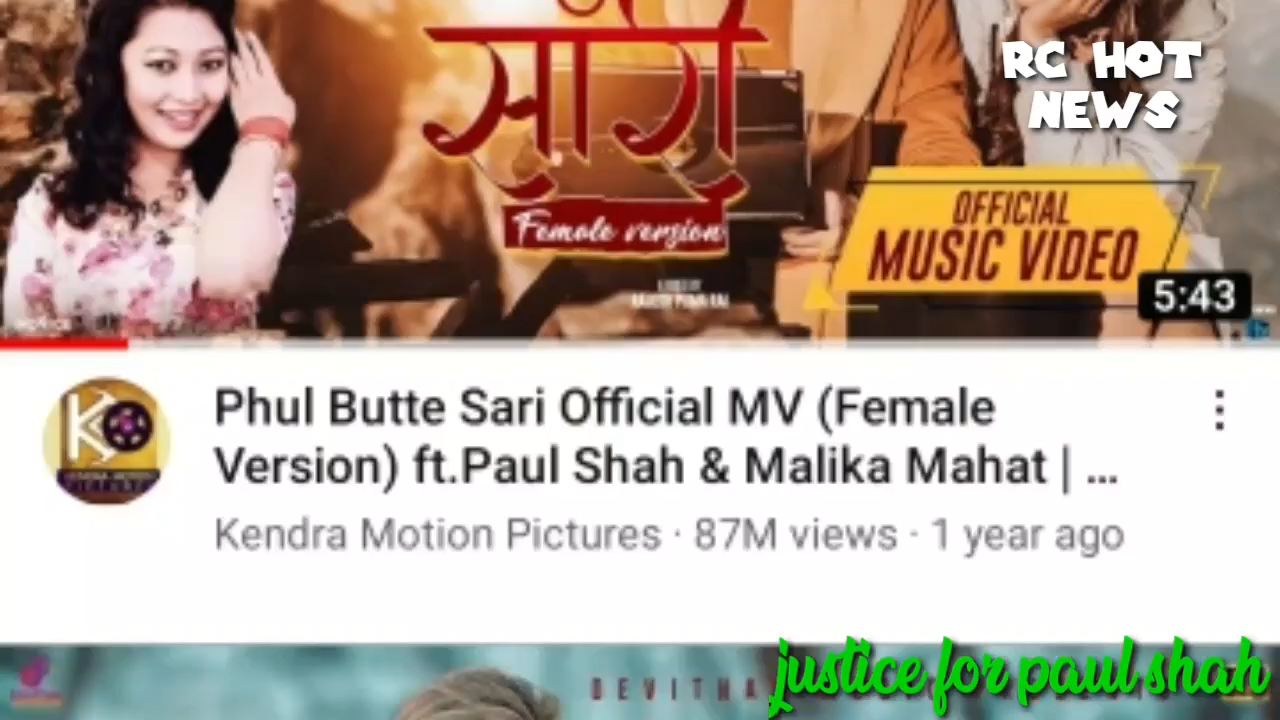 सारी
RC HOT
NEWS
Female version
OFFICIAL
MUSIC VIDEO
5:43
Phul Butte Sari Official MV (Female
Version) ft.Paul Shah & Malika Mahat | ...
Kendra Motion Pictures · 87M views · 1 year ago
justice for paul shah